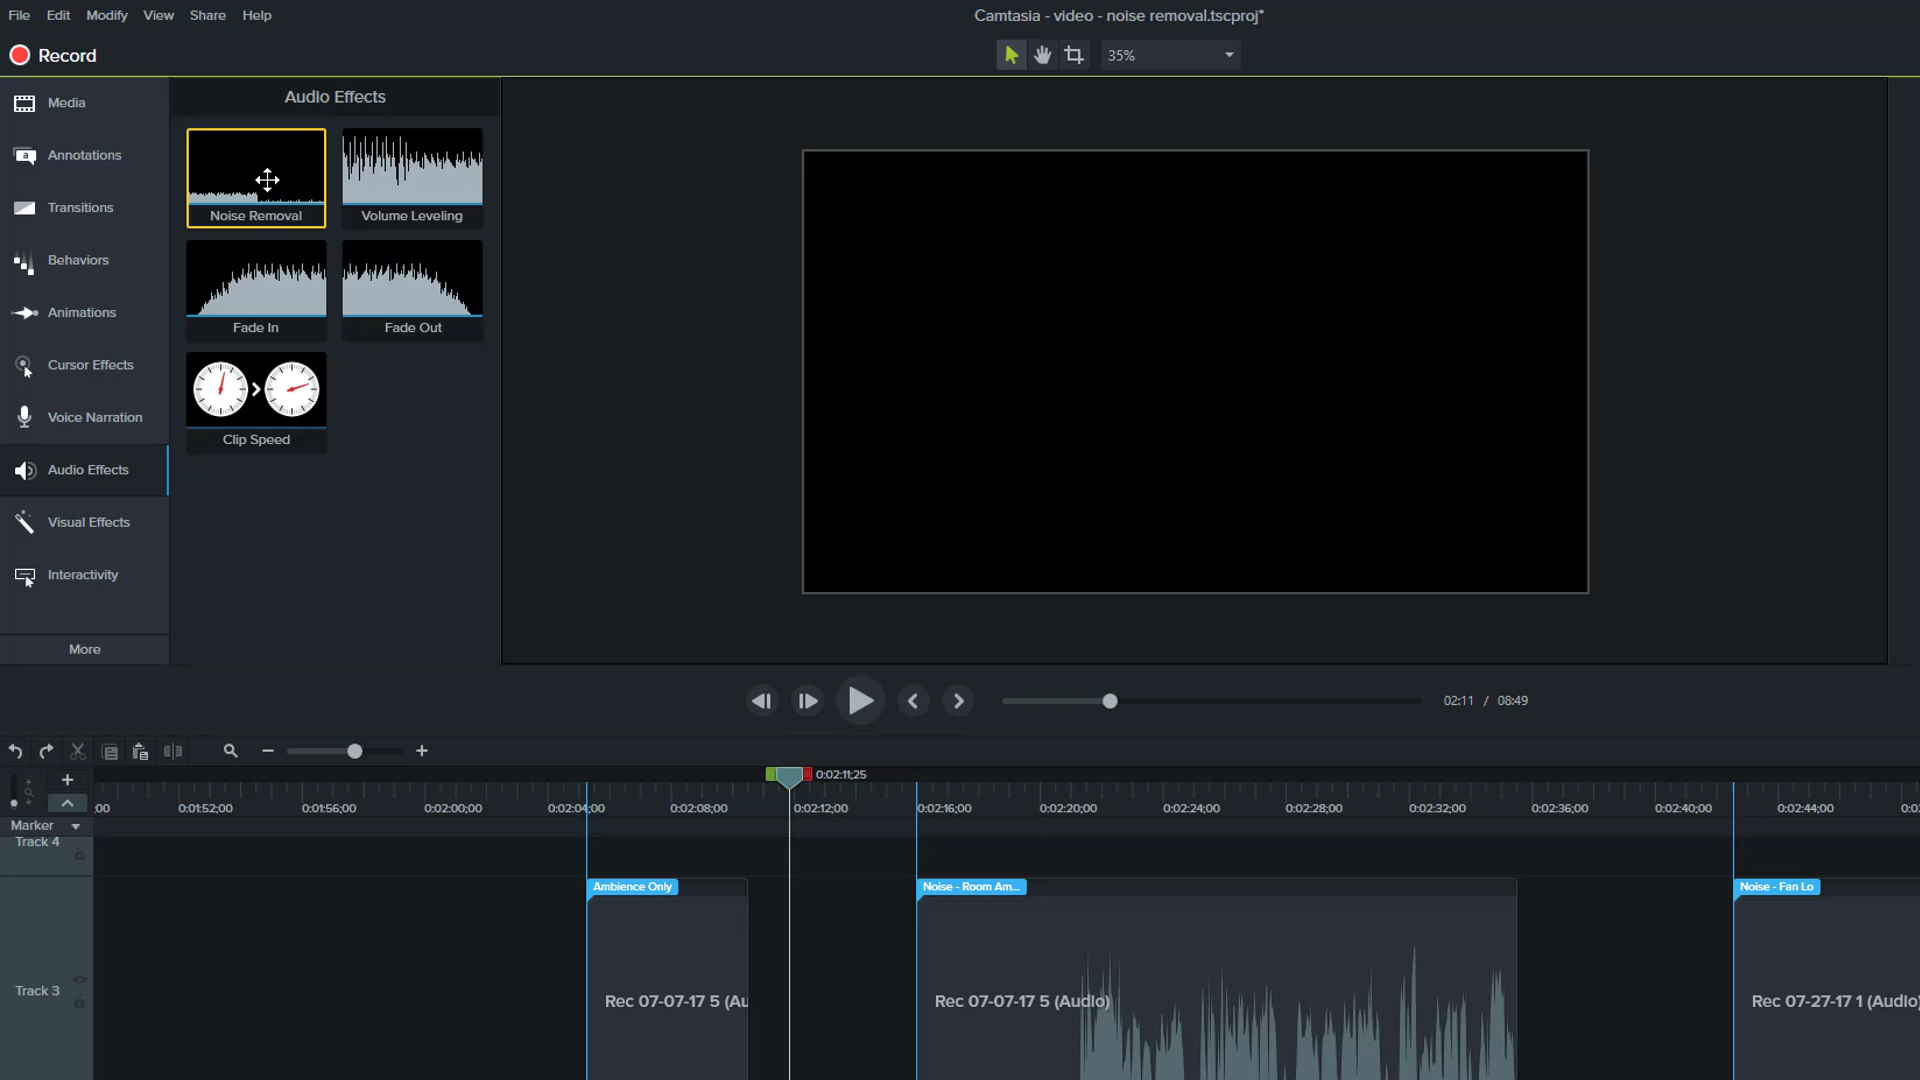 File Edit Modify View Share Help
Camtasia - video - noise removal.tscproj*
Record
35%
Media
Annotations
Transitions
Behaviors
Animations
Cursor Effects
Voice Narration
Audio Effects
Visual Effects
Interactivity
More
Audio Effects
Noise Removal
Volume Leveling
Fade In
Fade Out
Clip Speed
02:11 / 08:49
0:02:11;25
:00 0:01:52;00 0:01:56;00 0:02:00;00 0:02:04;00 0:02:08;00 0:02:12;00 0:02:16;00 0:02:20;00 0:02:24;00 0:02:28;00 0:02:32;00 0:02:36;00 0:02:40;00 0:02:44;00 0:0
Marker
Track 4
Ambience Only
Noise - Room Am...
Noise - Fan Lo
Track 3
Rec 07-07-17 5 (Au
Rec 07-07-17 5 (Audio)
Rec 07-27-17 1 (Audio)